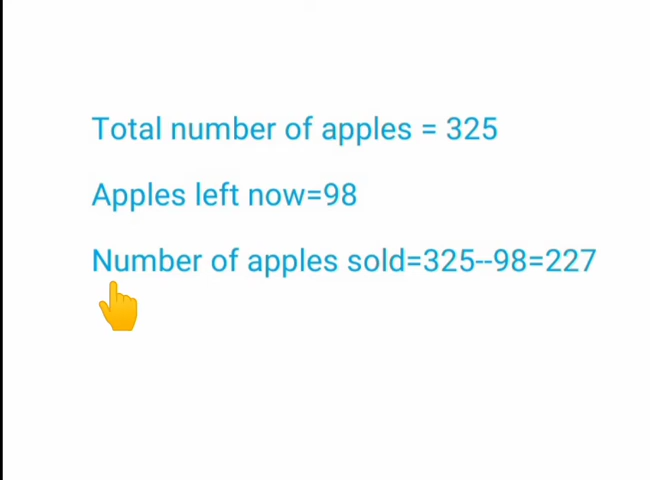 Total number of apples = 325
Apples left now=98
Number of apples sold=325--98=227